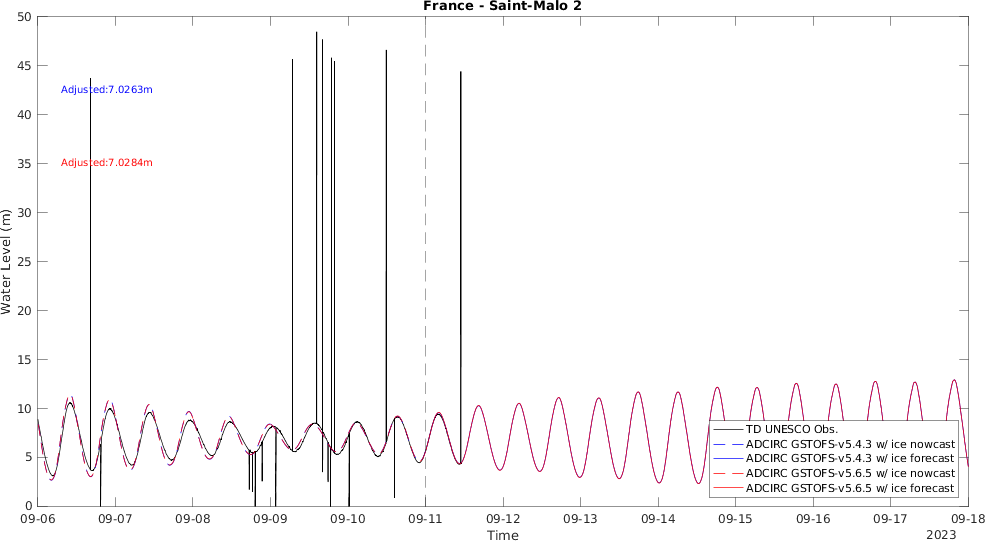 France - Saint-Malo 2
50
45
40
35
30
25
20
15
10
5
0
Water Level (m)
Adjusted:7.0263m
Adjusted:7.0284m
TD UNESCO Obs.
ADCIRC GSTOFS-v5.4.3 w/ ice nowcast
ADCIRC GSTOFS-v5.4.3 w/ ice forecast
ADCIRC GSTOFS-v5.6.5 w/ ice nowcast
ADCIRC GSTOFS-v5.6.5 w/ ice forecast
09-06 09-07 09-08 09-09 09-10 09-11 09-12 09-13 09-14 09-15 09-16 09-17 09-18
Time
2023